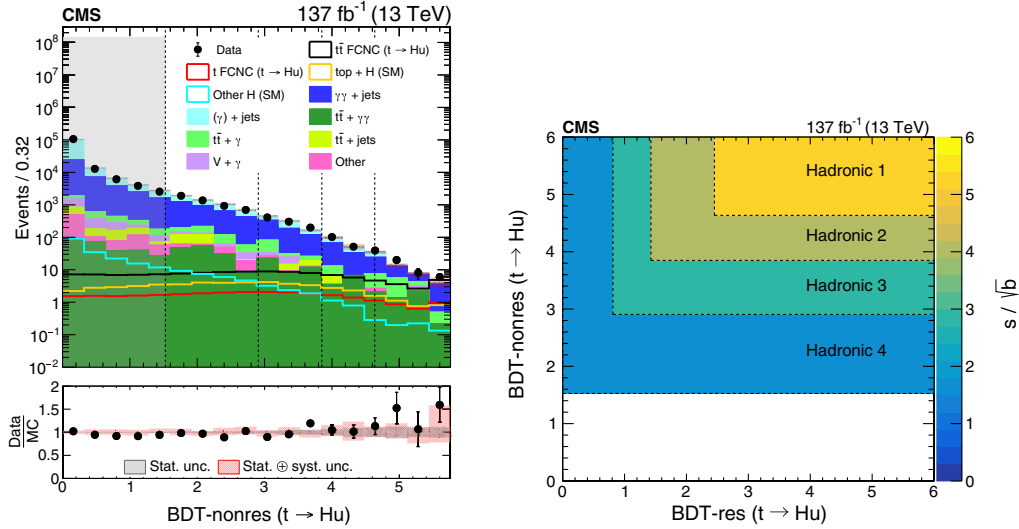 CMS 137 fb⁻¹ (13 TeV)
Events / 0.32
10⁸
10⁷
10⁶
10⁵
10⁴
10³
10²
10
1
10⁻¹
10⁻²
Data
tt̄ FCNC (t → Hu)
t FCNC (t → Hu)
top + H (SM)
Other H (SM)
γγ + jets
(γ) + jets
tt̄ + γγ
tt̄ + γ
tt̄ + jets
V + γ
Other
Data
MC
2
1.5
1
0.5
0
Stat. unc.
Stat. ⊕ syst. unc.
0 1 2 3 4 5
BDT-nonres (t → Hu)
CMS 137 fb⁻¹ (13 TeV)
BDT-nonres (t → Hu)
6
5
4
3
2
1
0
Hadronic 1
Hadronic 2
Hadronic 3
Hadronic 4
0 1 2 3 4 5 6
BDT-res (t → Hu)
6
5
4
3
2
1
0
s / √b